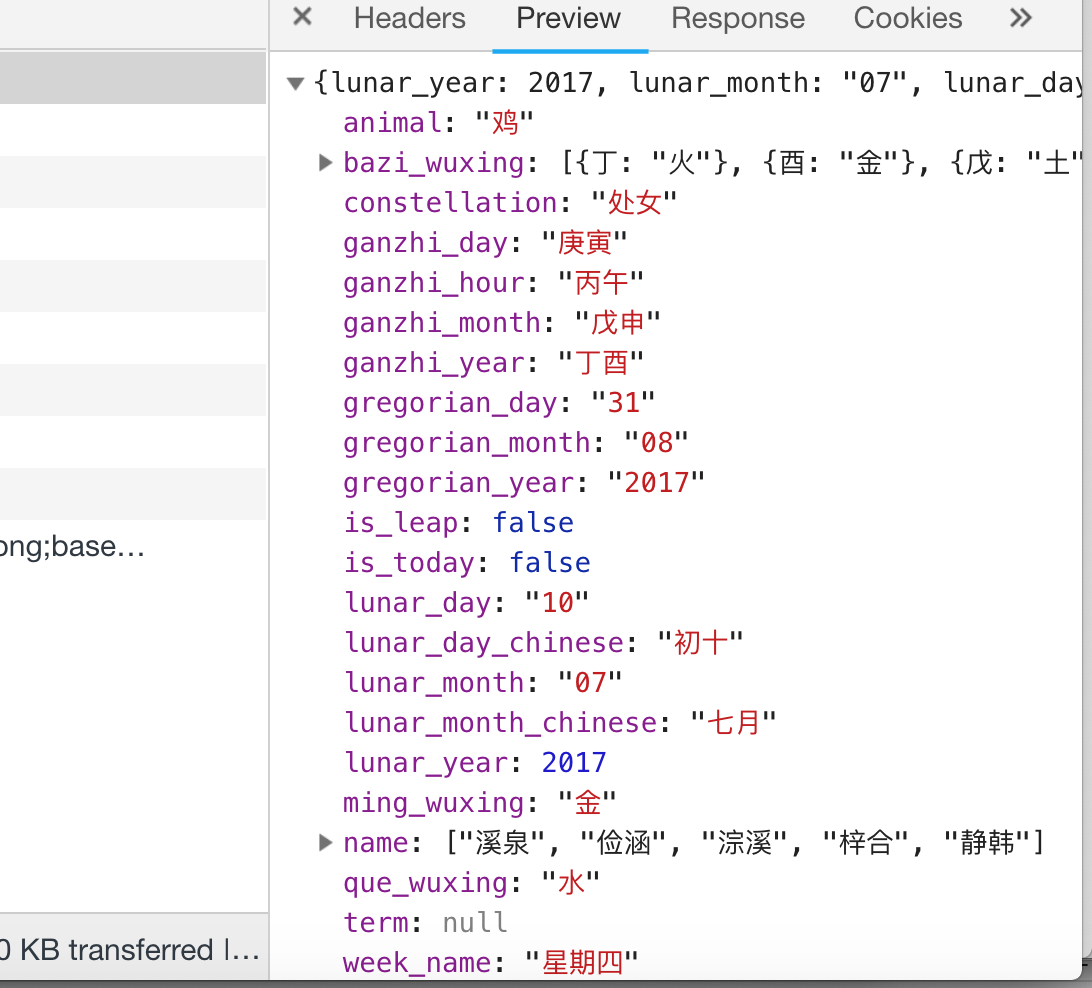 × Headers Preview Response Cookies »
▼ {lunar_year: 2017, lunar_month: "07", lunar_day
animal: "鸡"
▶ bazi_wuxing: [{丁: "火"}, {酉: "金"}, {戊: "土"
constellation: "处女"
ganzhi_day: "庚寅"
ganzhi_hour: "丙午"
ganzhi_month: "戊申"
ganzhi_year: "丁酉"
gregorian_day: "31"
gregorian_month: "08"
gregorian_year: "2017"
is_leap: false
ong;base…
is_today: false
lunar_day: "10"
lunar_day_chinese: "初十"
lunar_month: "07"
lunar_month_chinese: "七月"
lunar_year: 2017
ming_wuxing: "金"
▶ name: ["溪泉", "俭涵", "淙溪", "梓合", "静韩"]
que_wuxing: "水"
term: null
0 KB transferred |…
week_name: "星期四"